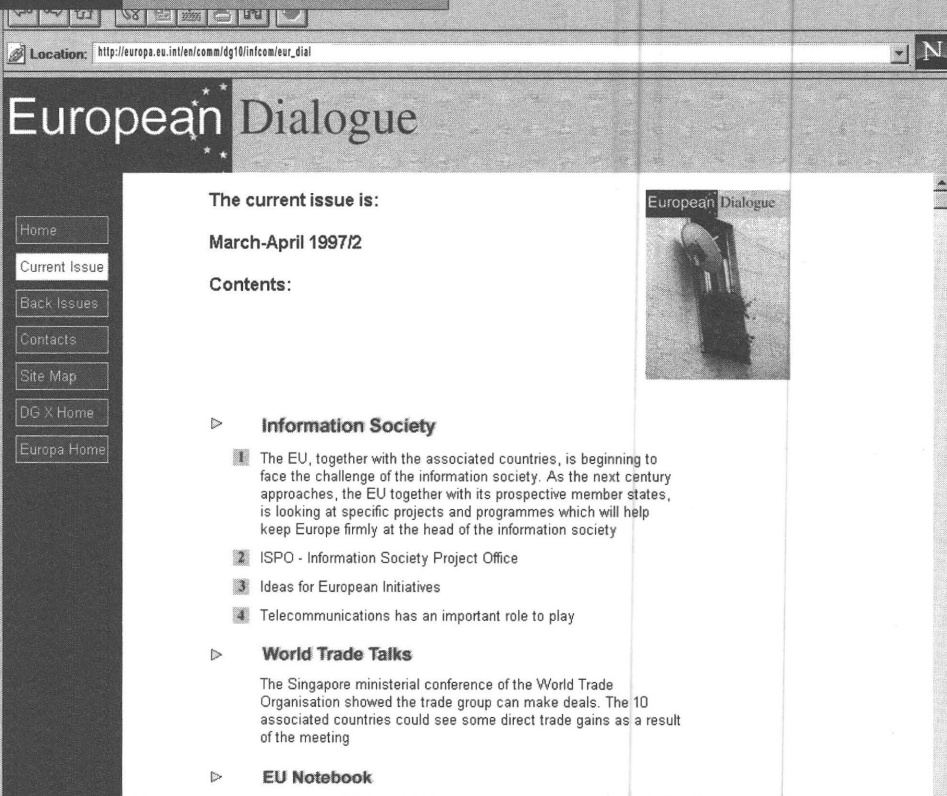 Location: http://europa.eu.int/en/comm/dg10/infcom/eur_dial
N
European Dialogue
The current issue is:
European Dialogue
March-April 1997/2
Contents:
Home
Current Issue
Back Issues
Contacts
Site Map
DG X Home
Europa Home
Information Society
1 The EU, together with the associated countries, is beginning to
face the challenge of the information society. As the next century
approaches, the EU together with its prospective member states,
is looking at specific projects and programmes which will help
keep Europe firmly at the head of the information society
2 ISPO - Information Society Project Office
3 Ideas for European Initiatives
4 Telecommunications has an important role to play
World Trade Talks
The Singapore ministerial conference of the World Trade
Organisation showed the trade group can make deals. The 10
associated countries could see some direct trade gains as a result
of the meeting
EU Notebook